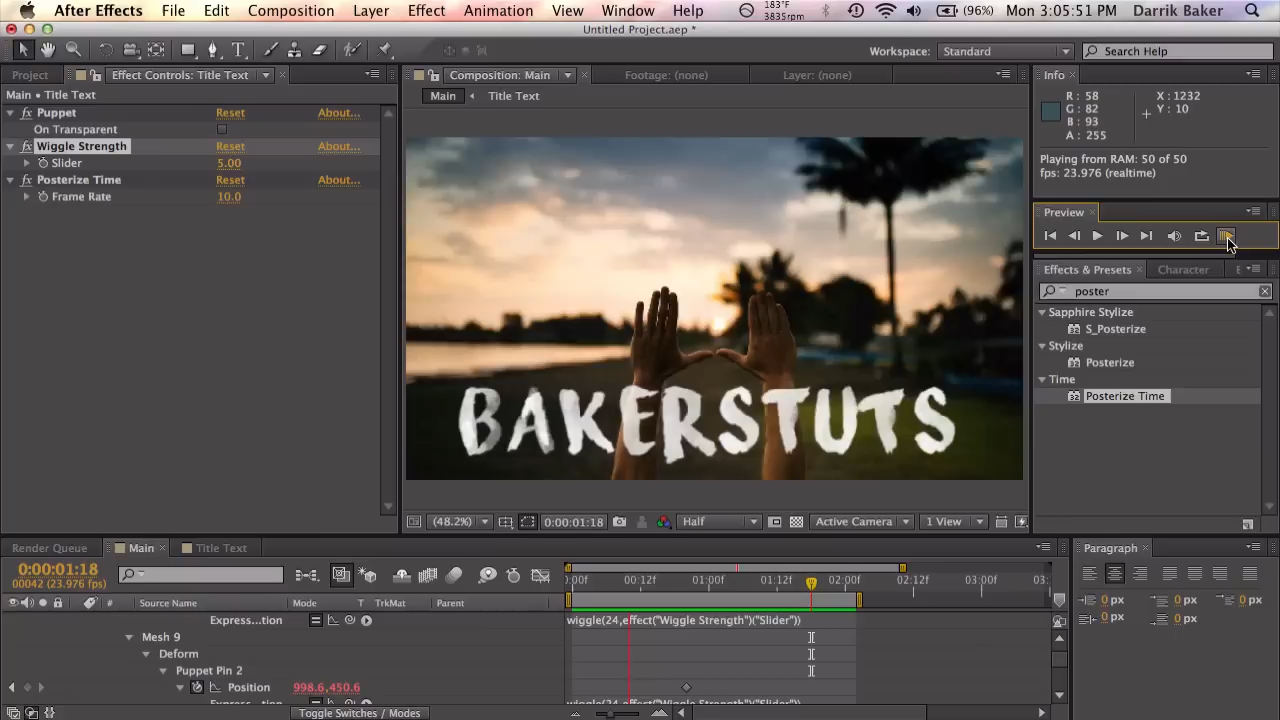 After Effects File Edit Composition Layer Effect Animation View Window Help 183°F 3835rpm (96%) Mon 3:05:51 PM Darrik Baker
Untitled Project.aep *
Workspace: Standard Search Help
Project Effect Controls: Title Text Composition: Main Footage: (none) Layer: (none) Info
Main • Title Text
Main Title Text
R: 58
G: 82
B: 93
A: 255
X: 1232
Y: 10
fx Puppet Reset About...
On Transparent
fx Wiggle Strength Reset About...
Slider 5.00
fx Posterize Time Reset About...
Frame Rate 10.0
Playing from RAM: 50 of 50
fps: 23.976 (realtime)
Preview
Effects & Presets Character E
poster
Sapphire Stylize
S_Posterize
Stylize
Posterize
Time
32 Posterize Time
BAKERSTUTS
(48.2%) 0:00:01:18 Half Active Camera 1 View
Render Queue Main Title Text
0:00:01:18
00042 (23.976 fps)
:00f 00:12f 01:00f 01:12f 02:00f 02:12f 03:00f 03:
# Source Name Mode T TrkMat Parent
Express...tion wiggle(24,effect("Wiggle Strength")("Slider"))
Mesh 9
Deform
Puppet Pin 2
Position 998.6,450.6
Toggle Switches / Modes
Paragraph
0 px 0 px 0 px
0 px 0 px